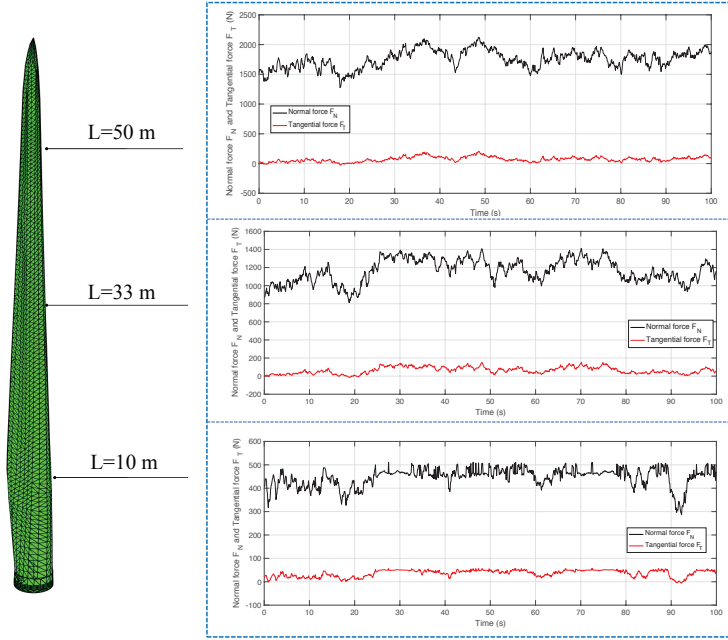 L=50 m
L=33 m
L=10 m
Normal force F_N and Tangential force F_T (N)
2500
2000
1500
1000
500
0
-500
Normal force F_N
Tangential force F_T
0 10 20 30 40 50 60 70 80 90 100
Time (s)
Normal force F_N and Tangential force F_T (N)
1600
1400
1200
1000
800
600
400
200
0
-200
Normal force F_N
Tangential force F_T
0 10 20 30 40 50 60 70 80 90 100
Time (s)
Normal force F_N and Tangential force F_T (N)
600
500
400
300
200
100
0
-100
Normal force F_N
Tangential force F_T
0 10 20 30 40 50 60 70 80 90 100
Time (s)